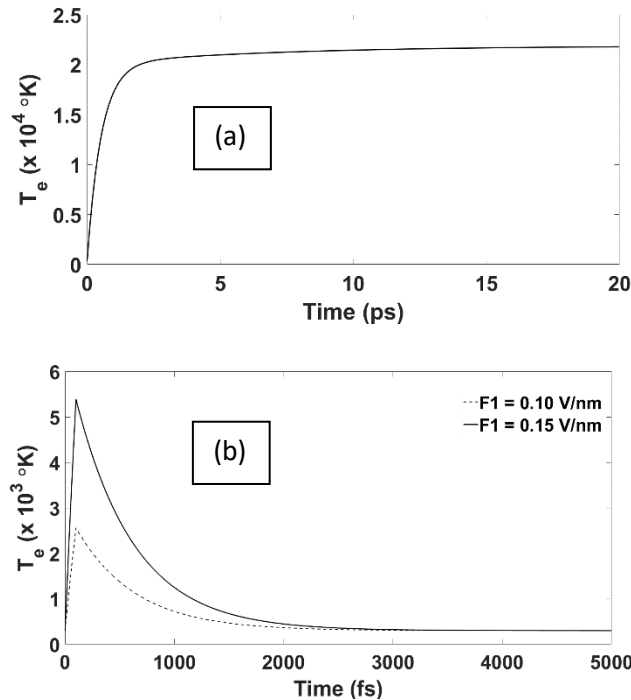 2.5
2
1.5
1
0.5
0
T_e (x 10^4 °K)
(a)
0 5 10 15 20
Time (ps)
6
5
4
3
2
1
0
T_e (x 10^3 °K)
(b)
F1 = 0.10 V/nm
F1 = 0.15 V/nm
0 1000 2000 3000 4000 5000
Time (fs)